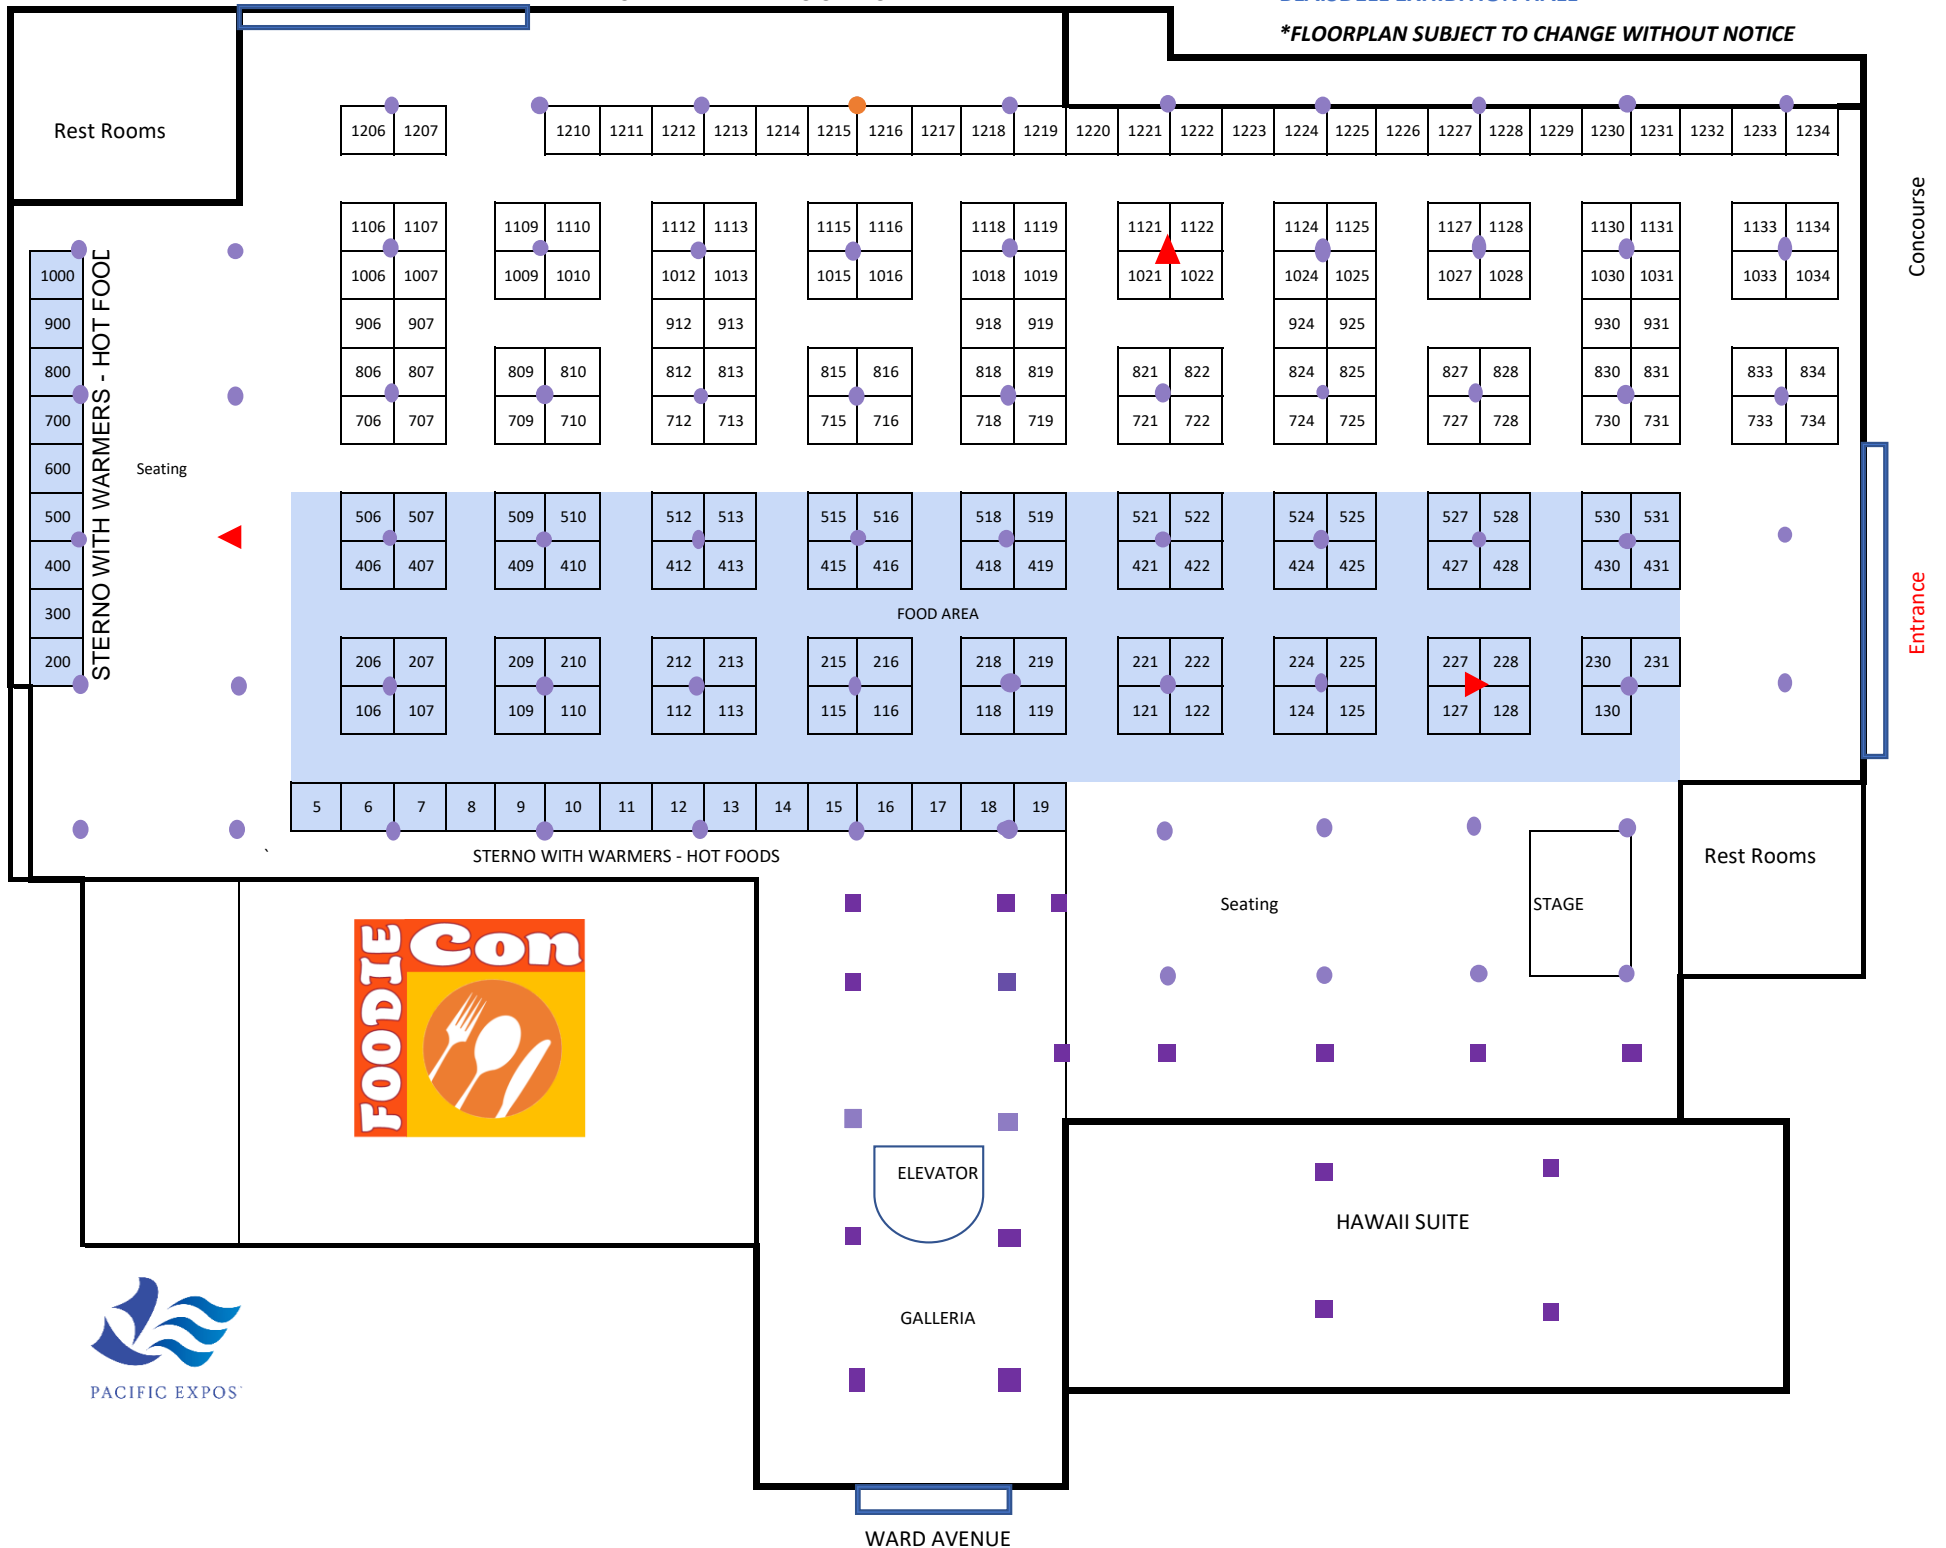 *FLOORPLAN SUBJECT TO CHANGE WITHOUT NOTICE
Rest Rooms
1206 1207 1210 1211 1212 1213 1214 1215 1216 1217 1218 1219 1220 1221 1222 1223 1224 1225 1226 1227 1228 1229 1230 1231 1232 1233 1234
Concourse
1106 1107 1109 1110 1112 1113 1115 1116 1118 1119 1121 1122 1124 1125 1127 1128 1130 1131 1133 1134
1000 1006 1007 1009 1010 1012 1013 1015 1016 1018 1019 1021 1022 1024 1025 1027 1028 1030 1031 1033 1034
900 906 907 912 913 918 919 924 925 930 931
800 806 807 809 810 812 813 815 816 818 819 821 822 824 825 827 828 830 831 833 834
700 706 707 709 710 712 713 715 716 718 719 721 722 724 725 727 728 730 731 733 734
STERNO WITH WARMERS - HOT FOOD
600 Seating
500 506 507 509 510 512 513 515 516 518 519 521 522 524 525 527 528 530 531
400 406 407 409 410 412 413 415 416 418 419 421 422 424 425 427 428 430 431
300 FOOD AREA
Entrance
200 206 207 209 210 212 213 215 216 218 219 221 222 224 225 227 228 230 231
106 107 109 110 112 113 115 116 118 119 121 122 124 125 127 128 130
5 6 7 8 9 10 11 12 13 14 15 16 17 18 19
` STERNO WITH WARMERS - HOT FOODS
Rest Rooms
Seating STAGE
FOODIE
Con
ELEVATOR
HAWAII SUITE
GALLERIA
PACIFIC EXPOS
WARD AVENUE